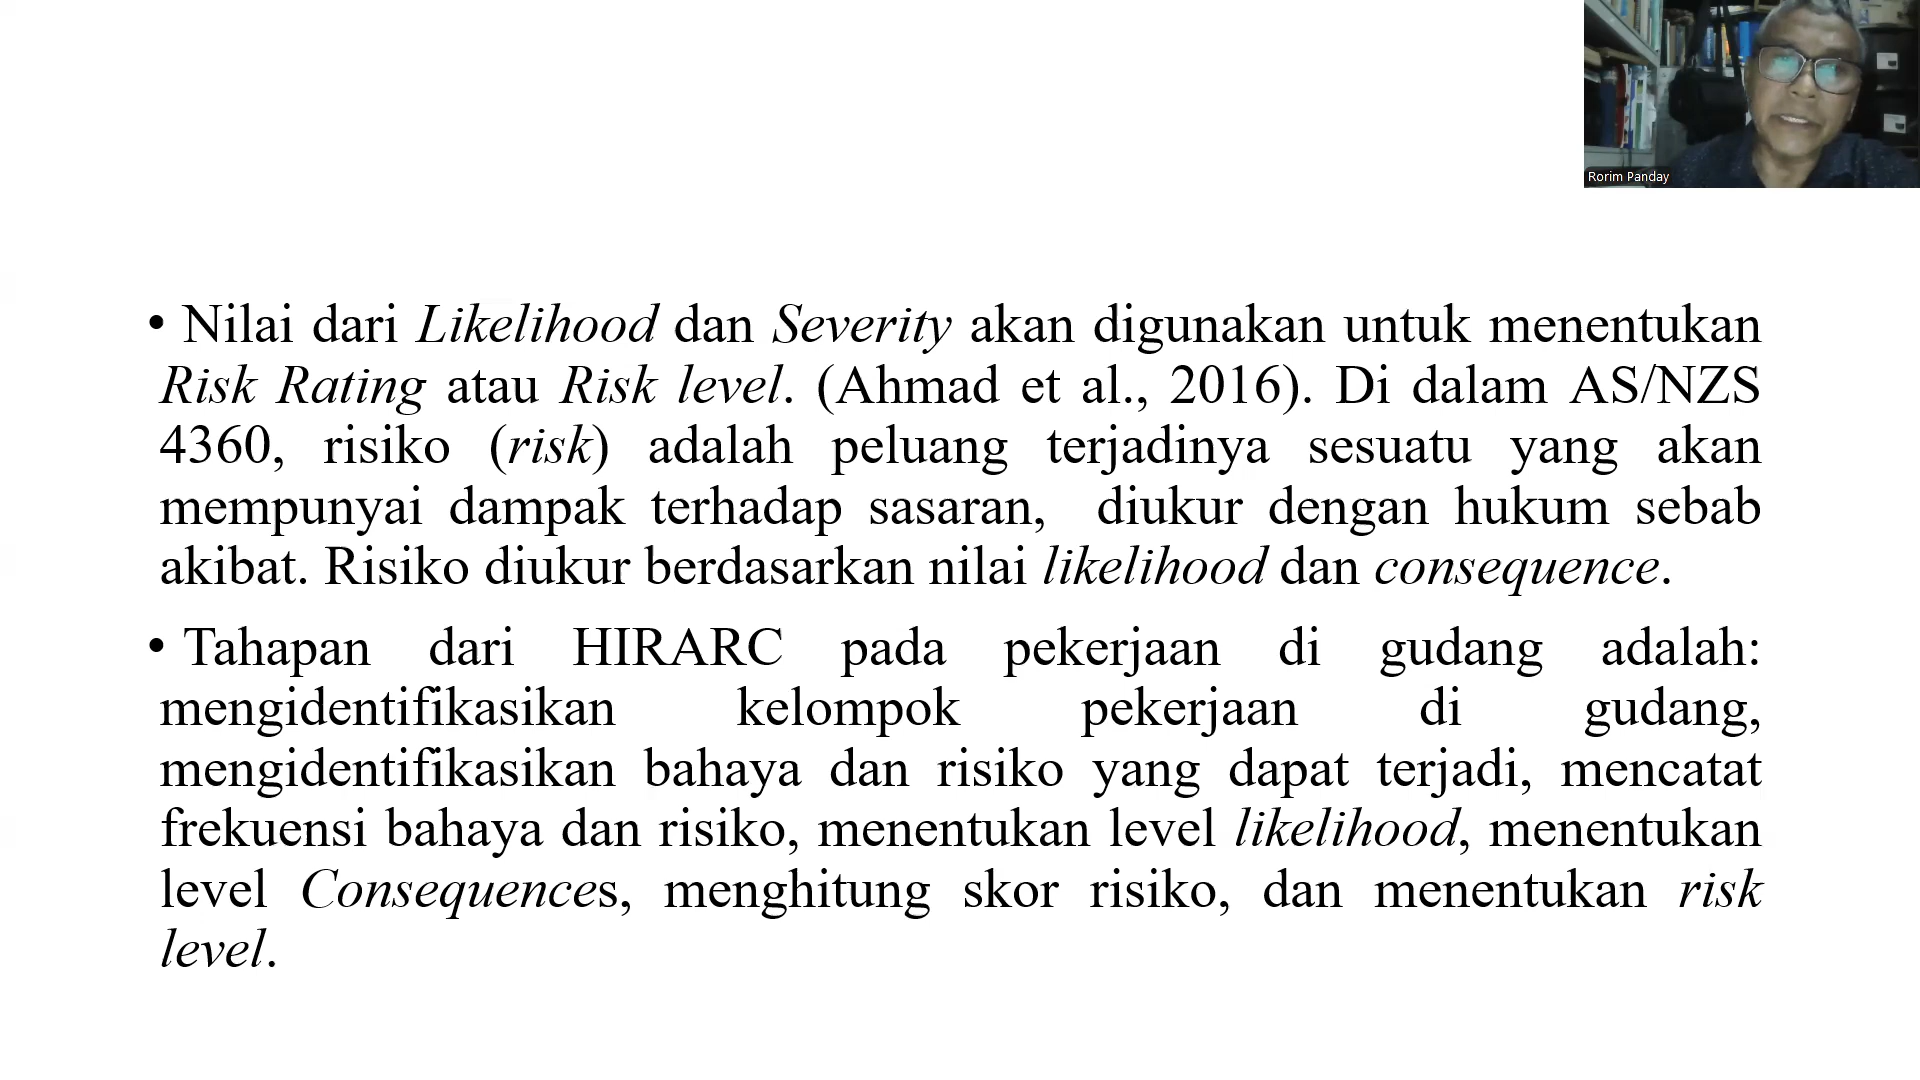 Rorim Panday
• Nilai dari Likelihood dan Severity akan digunakan untuk menentukan
Risk Rating atau Risk level. (Ahmad et al., 2016). Di dalam AS/NZS
4360, risiko (risk) adalah peluang terjadinya sesuatu yang akan
mempunyai dampak terhadap sasaran, diukur dengan hukum sebab
akibat. Risiko diukur berdasarkan nilai likelihood dan consequence.
• Tahapan dari HIRARC pada pekerjaan di gudang adalah:
mengidentifikasikan kelompok pekerjaan di gudang,
mengidentifikasikan bahaya dan risiko yang dapat terjadi, mencatat
frekuensi bahaya dan risiko, menentukan level likelihood, menentukan
level Consequences, menghitung skor risiko, dan menentukan risk
level.